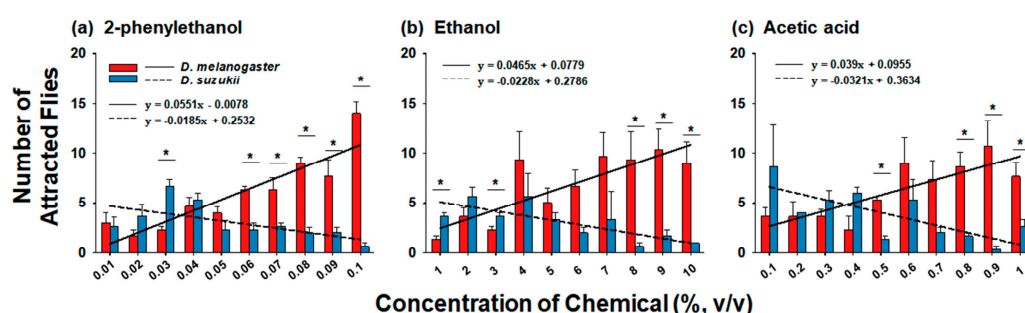 (a) 2-phenylethanol
(b) Ethanol
(c) Acetic acid
Number of
Attracted Flies
20
15
10
5
0
D. melanogaster
D. suzukii
y = 0.0551x - 0.0078
y = -0.0185x + 0.2532
* * * * * *
0.01 0.02 0.03 0.04 0.05 0.06 0.07 0.08 0.09 0.1
20
15
10
5
0
y = 0.0465x + 0.0779
y = -0.0228x + 0.2786
* * * * *
1 2 3 4 5 6 7 8 9 10
20
15
10
5
0
y = 0.039x + 0.0955
y = -0.0321x + 0.3634
* * * *
0.1 0.2 0.3 0.4 0.5 0.6 0.7 0.8 0.9 1
Concentration of Chemical (%, v/v)